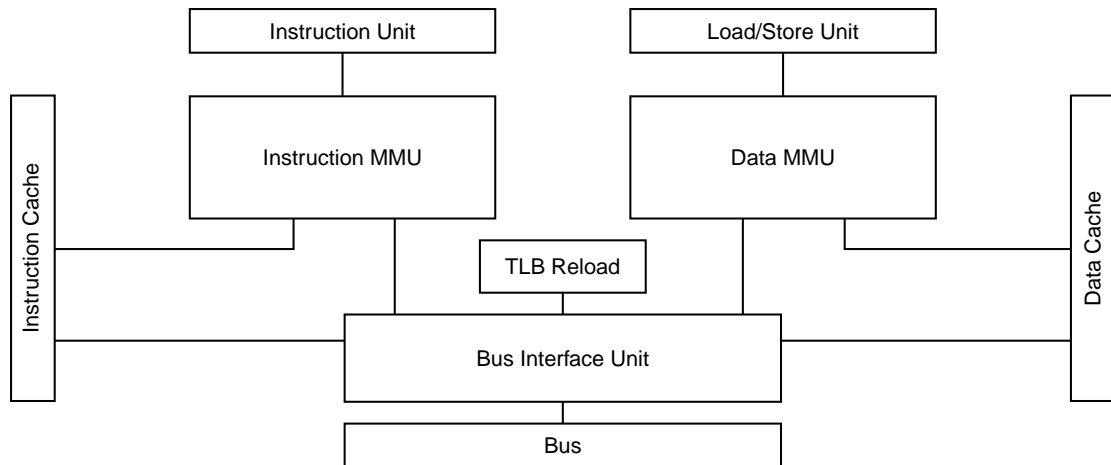 Instruction Unit
Load/Store Unit
Instruction Cache
Instruction MMU
Data MMU
Data Cache
TLB Reload
Bus Interface Unit
Bus